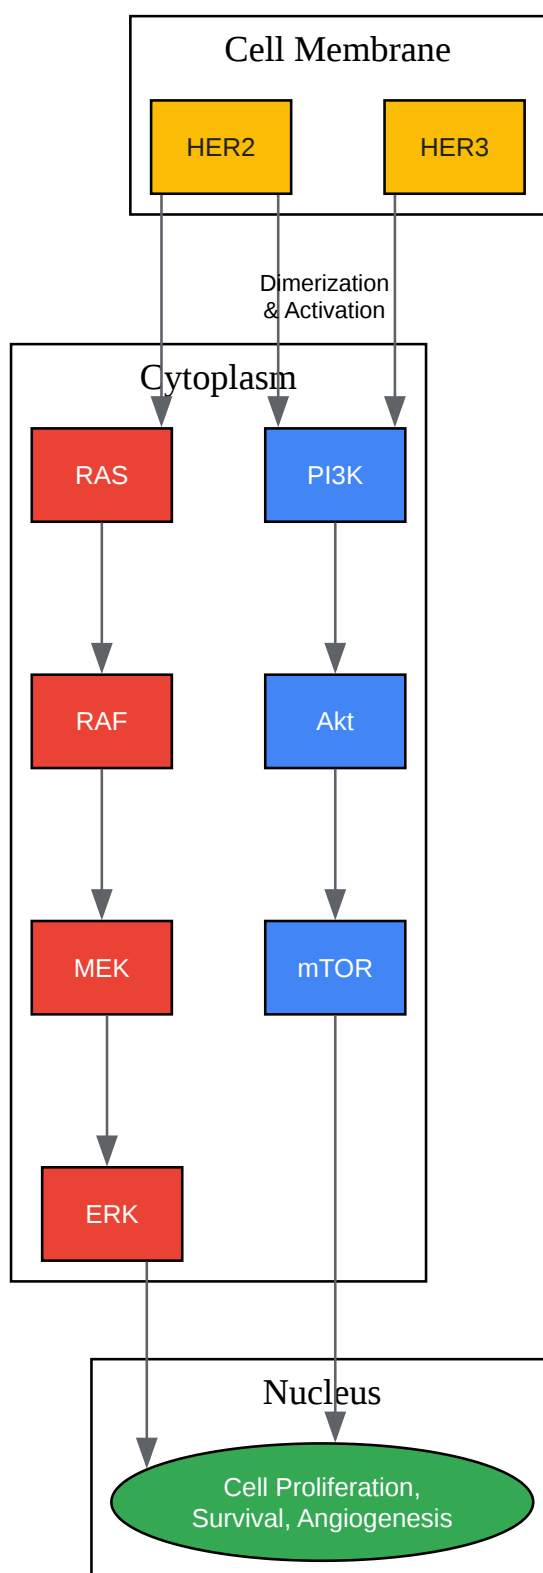 Cell Membrane
HER2
HER3
Dimerization
& Activation
Cytoplasm
RAS
PI3K
RAF
Akt
MEK
mTOR
ERK
Nucleus
Cell Proliferation,
Survival, Angiogenesis